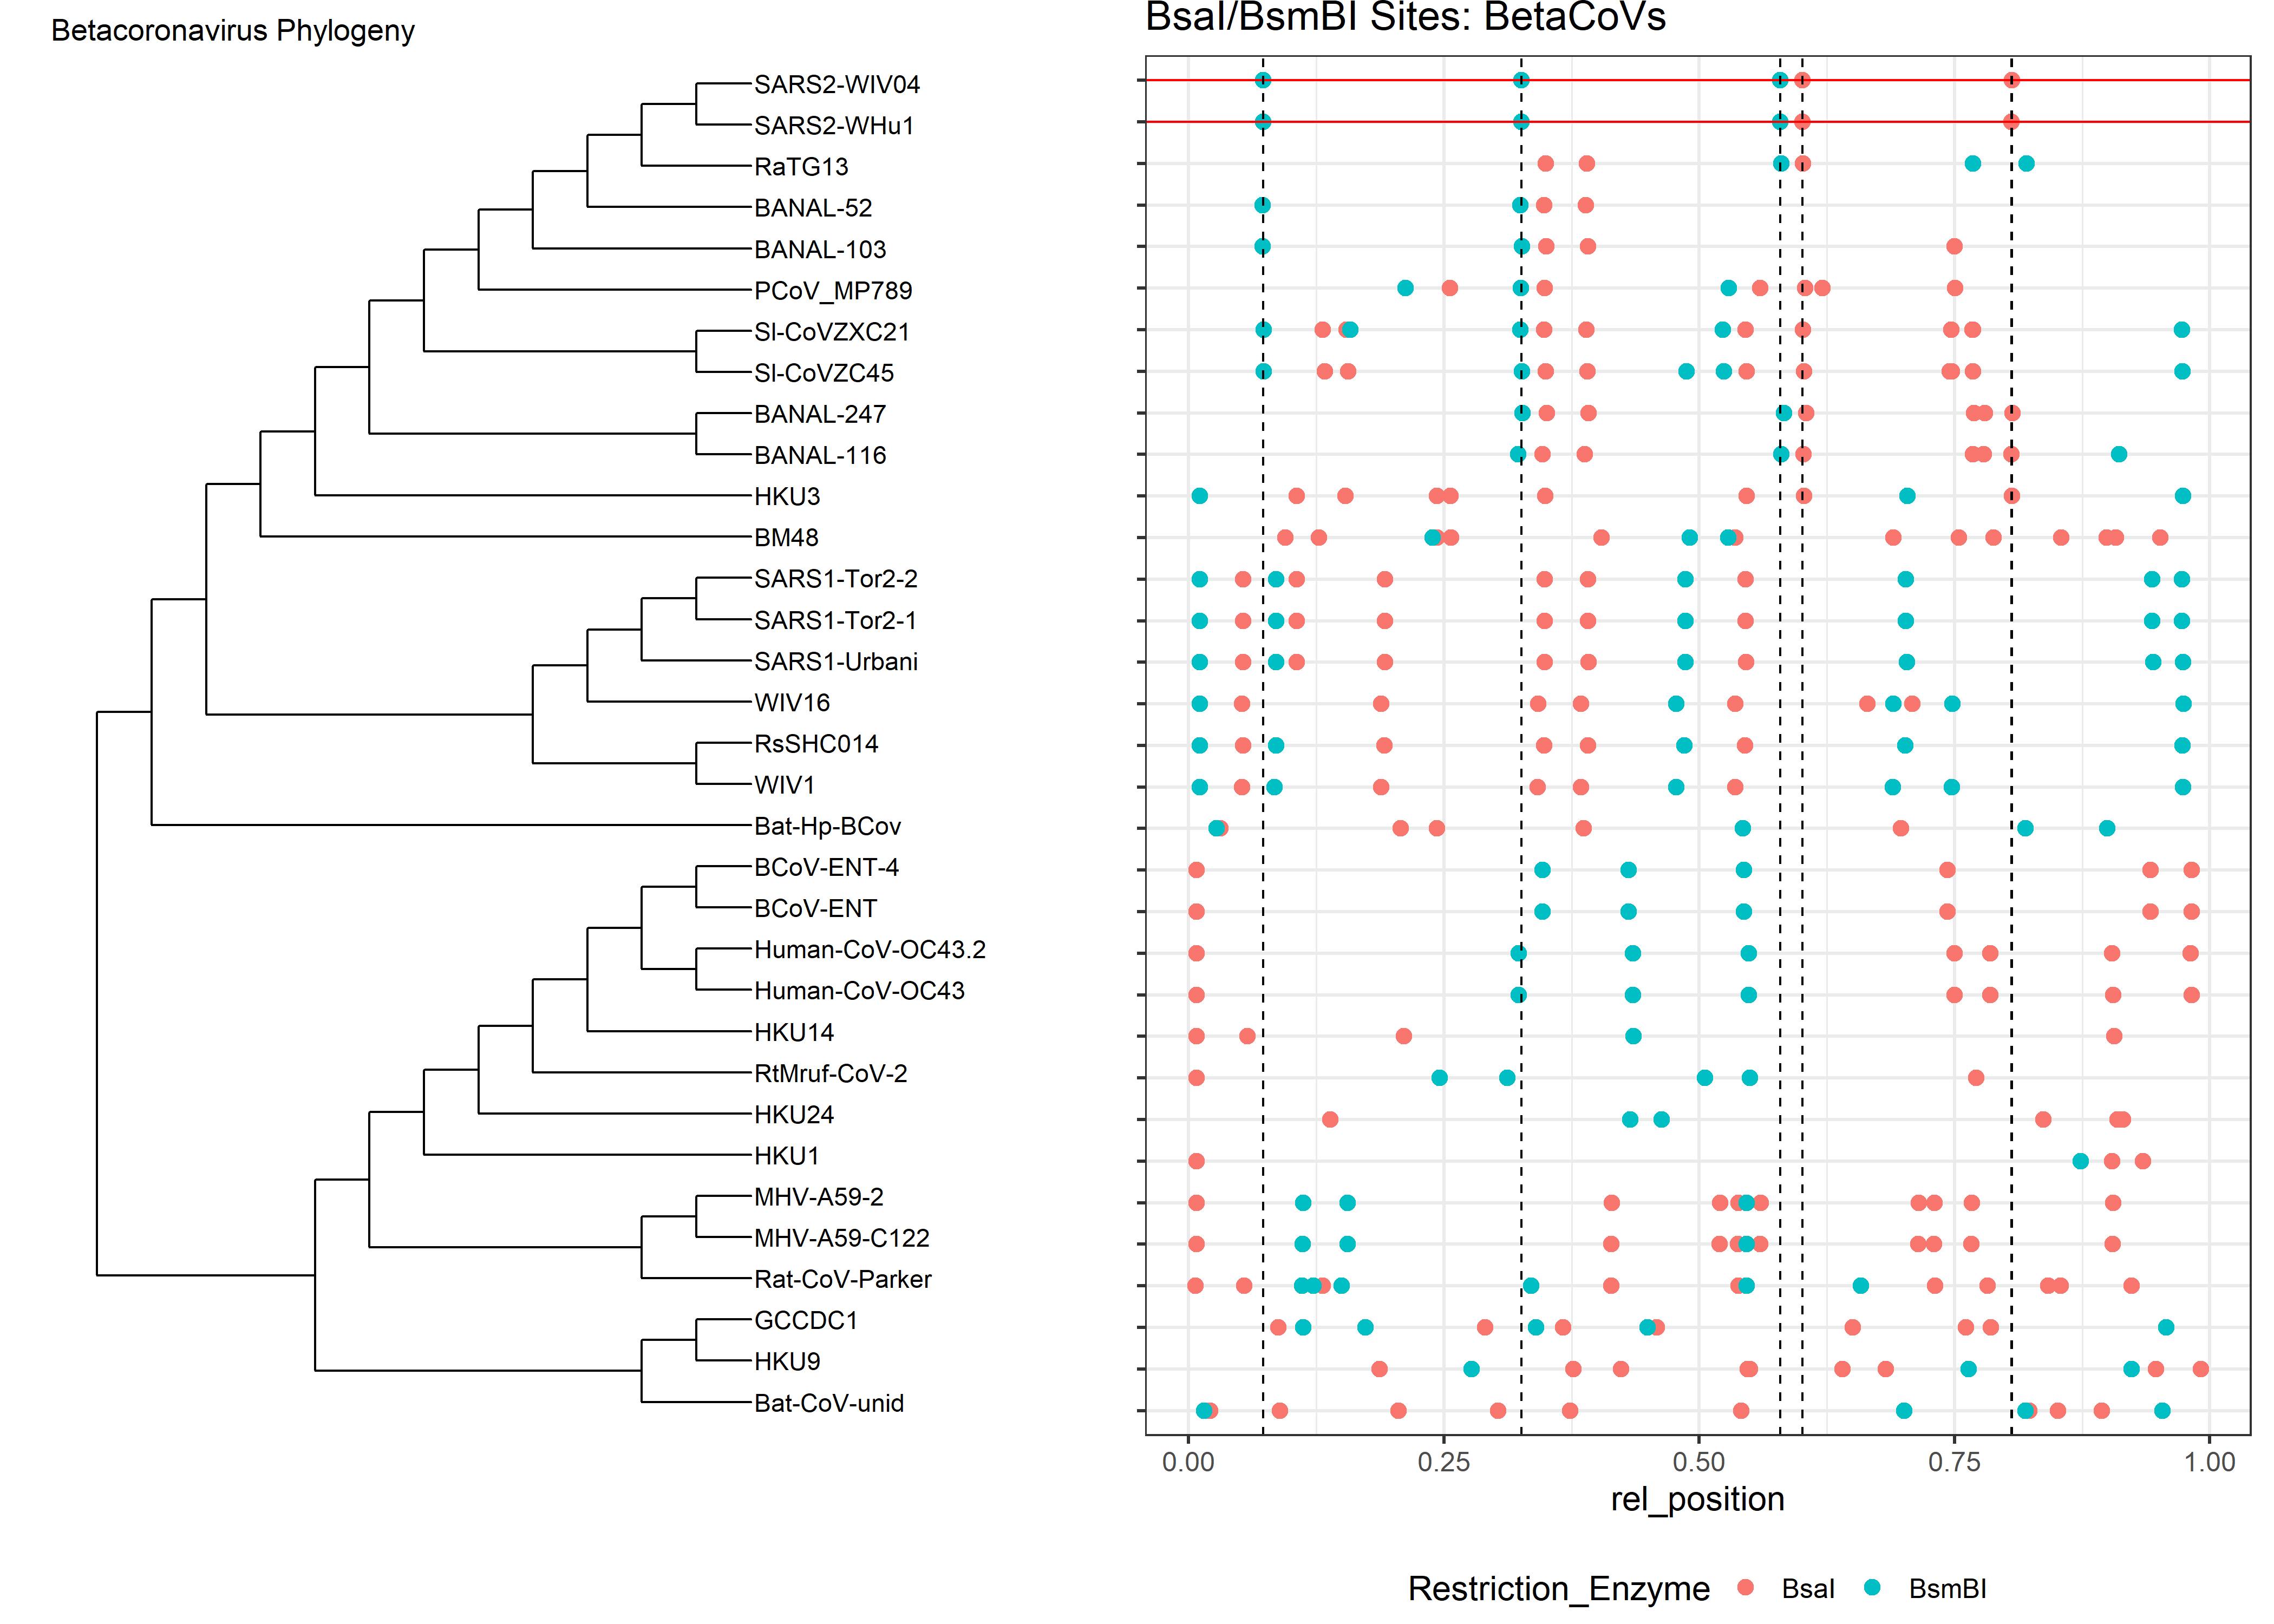 Betacoronavirus Phylogeny
BsaI/BsmBI Sites: BetaCoVs
SARS2-WIV04
SARS2-WHu1
RaTG13
BANAL-52
BANAL-103
PCoV_MP789
Sl-CoVZXC21
Sl-CoVZC45
BANAL-247
BANAL-116
HKU3
BM48
SARS1-Tor2-2
SARS1-Tor2-1
SARS1-Urbani
WIV16
RsSHC014
WIV1
Bat-Hp-BCov
BCoV-ENT-4
BCoV-ENT
Human-CoV-OC43.2
Human-CoV-OC43
HKU14
RtMruf-CoV-2
HKU24
HKU1
MHV-A59-2
MHV-A59-C122
Rat-CoV-Parker
GCCDC1
HKU9
Bat-CoV-unid
0.00 0.25 0.50 0.75 1.00
rel_position
Restriction_Enzyme BsaI BsmBI